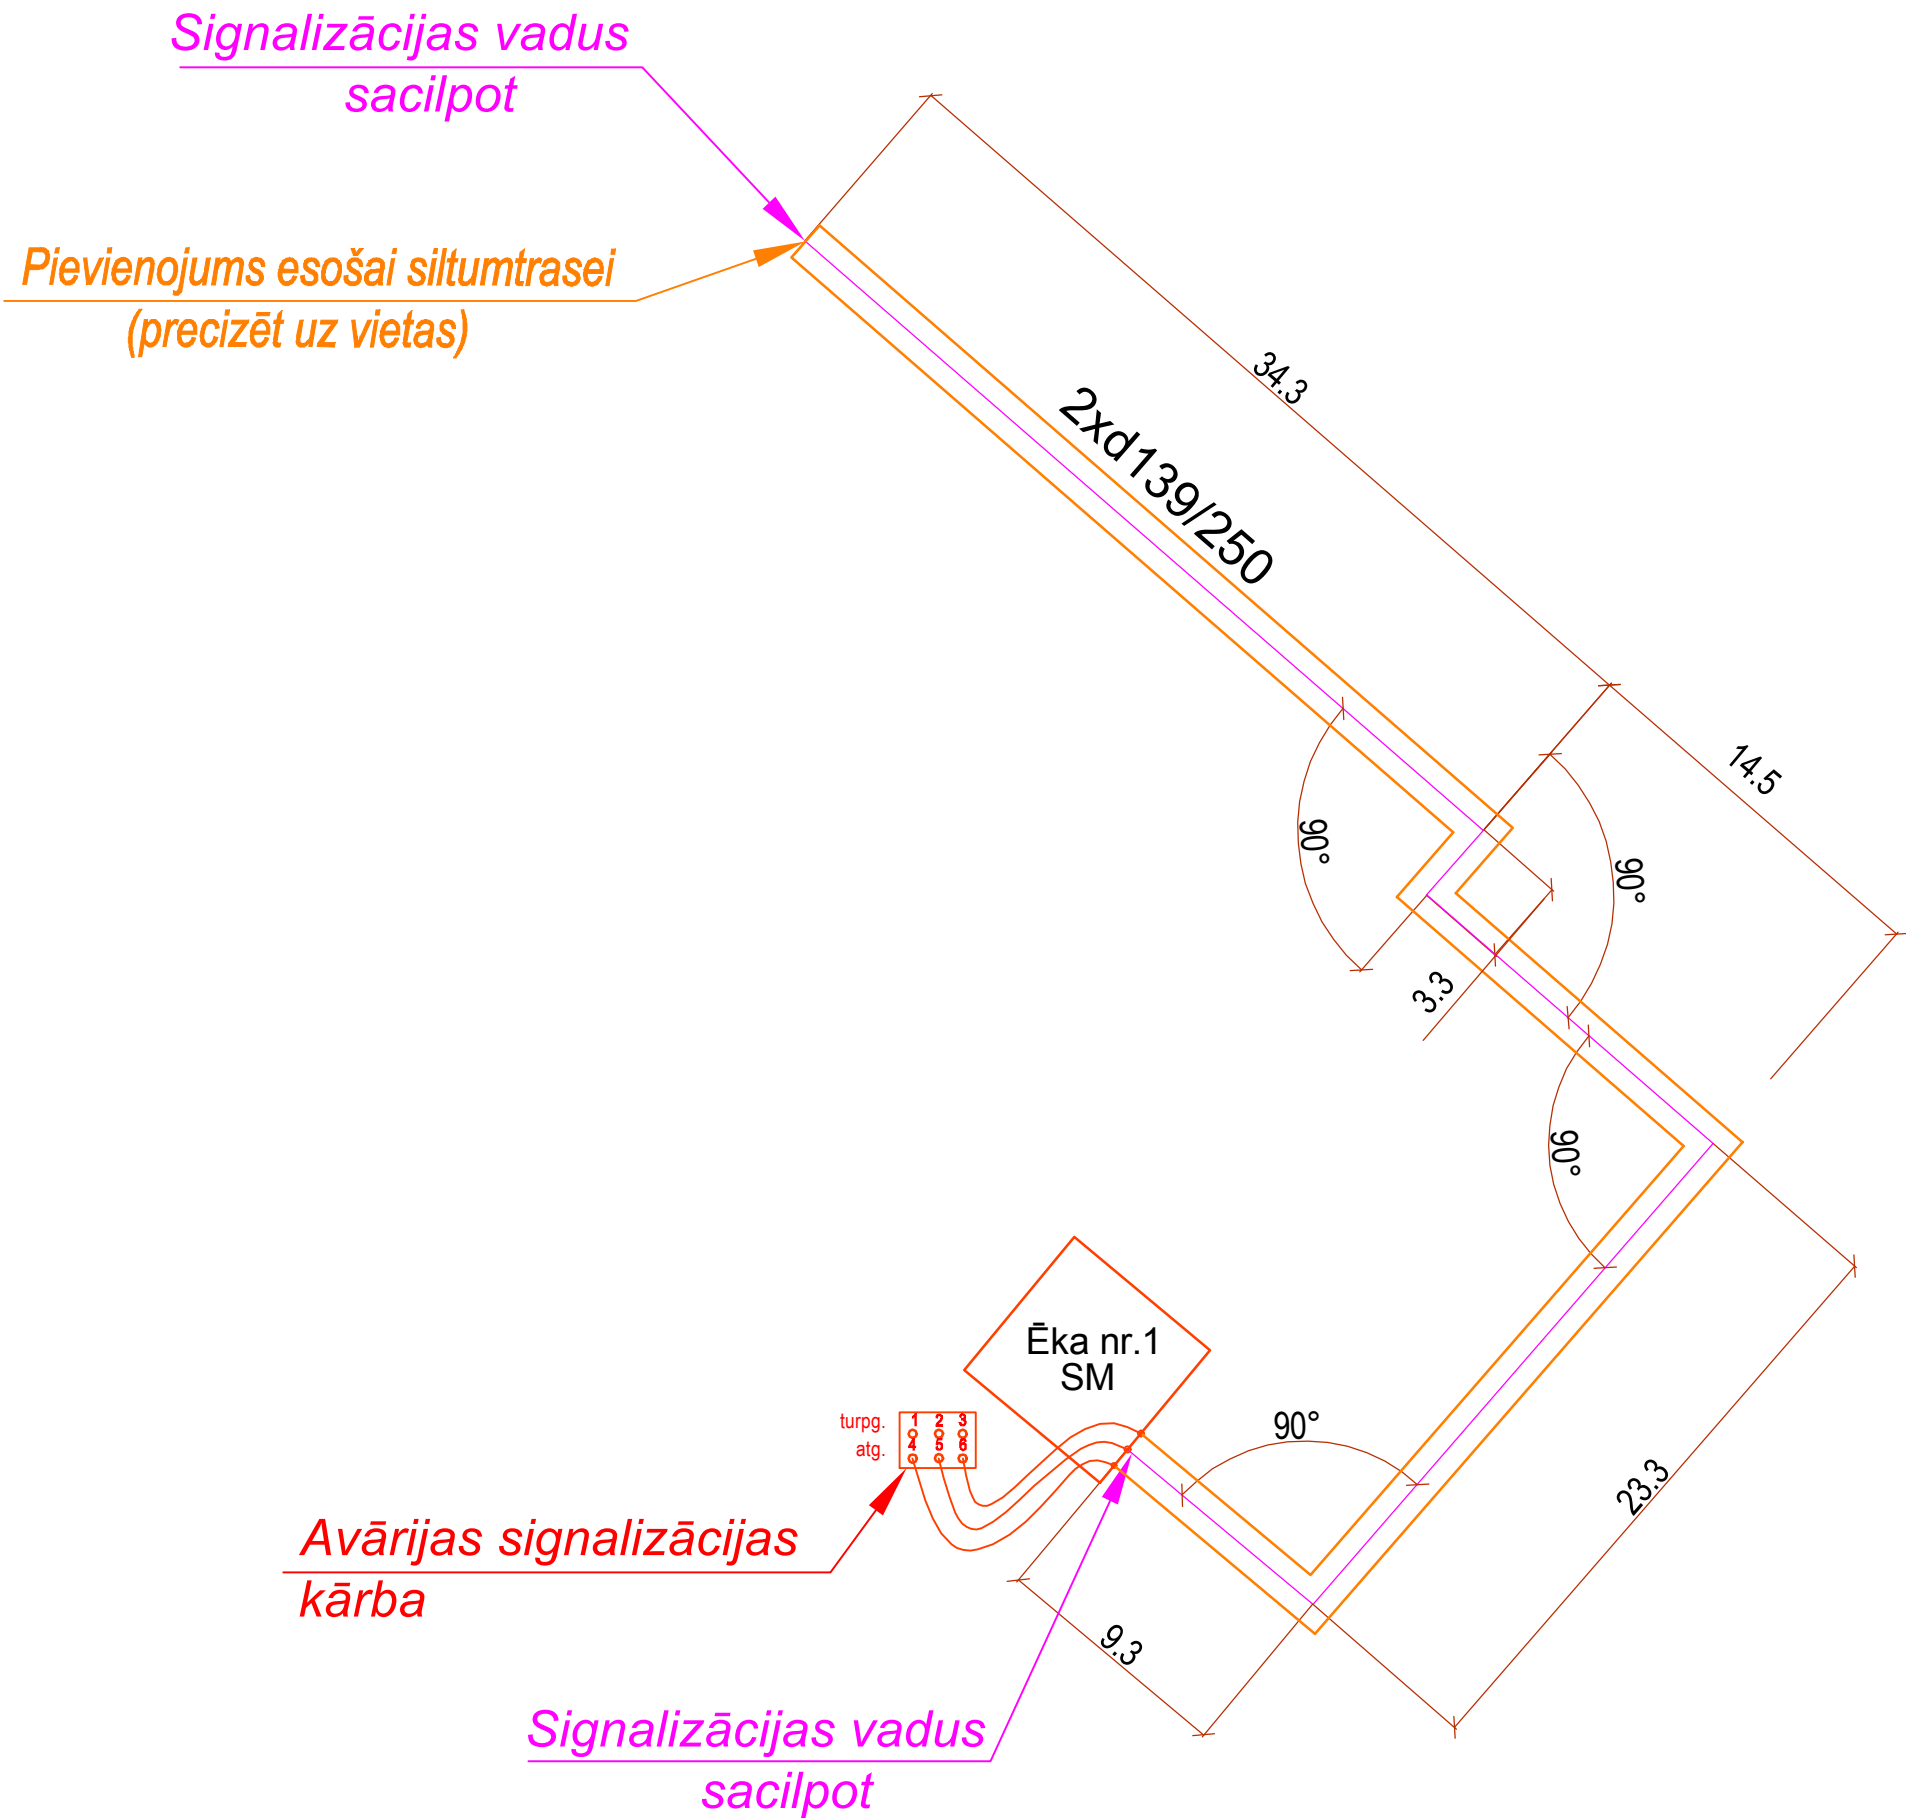 Signalizācijas vadus
sacilpot
Pievienojums esošai siltumtrasei
(precizēt uz vietas)
34.3
2xd139/250
14.5
90°
90°
3.3
90°
Ēka nr.1
SM
turpg.
1 2 3
atg.
4 5 6
90°
23.3
Avārijas signalizācijas
kārba
9.3
Signalizācijas vadus
sacilpot